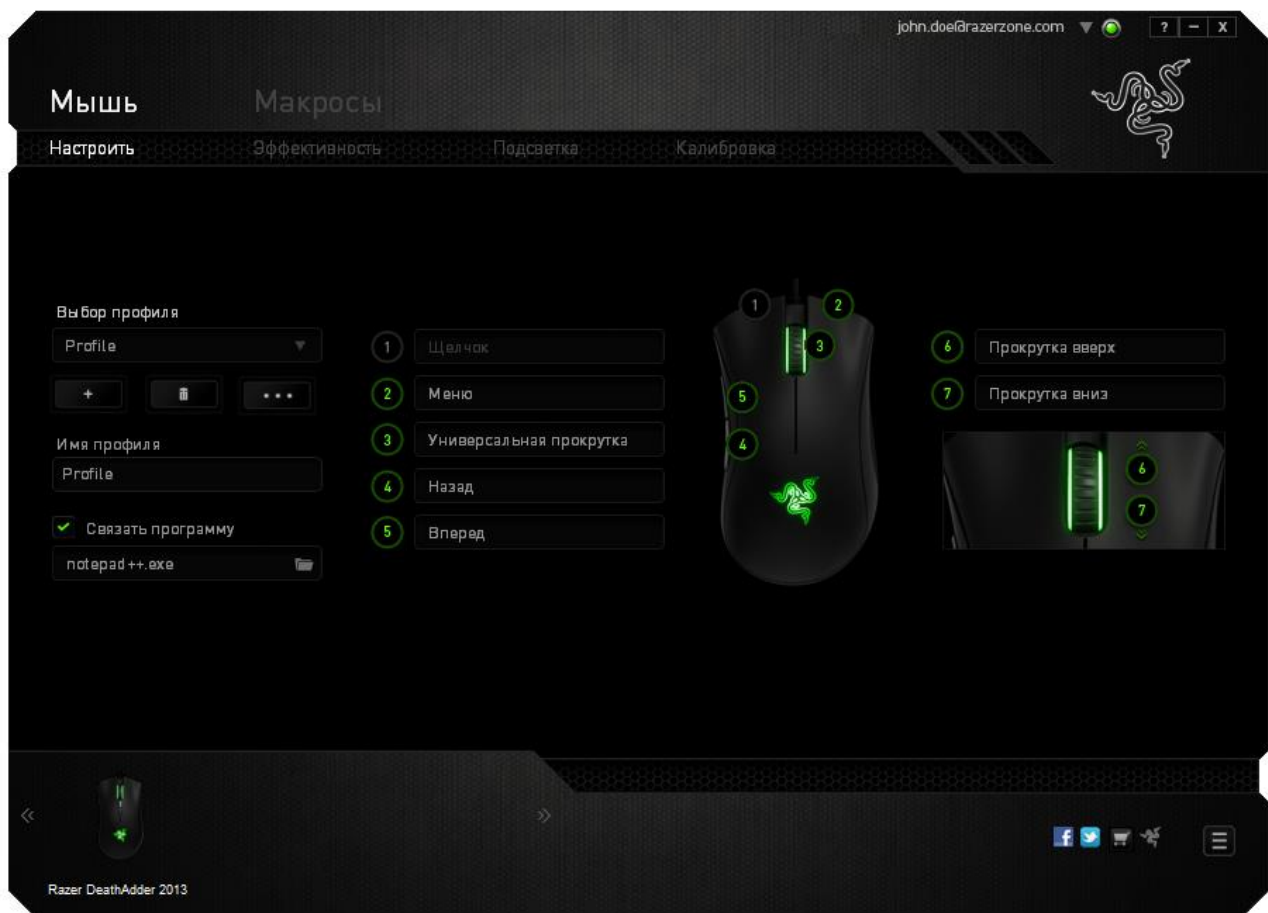 john.doe@razerzone.com
? – X
Мышь Макросы
Настроить Эффективность Подсветка Калибровка
Выбор профиля
Profile
+
Имя профиля
Profile
Связать программу
notepad++.exe
1 Щелчок
2 Меню
3 Универсальная прокрутка
4 Назад
5 Вперед
1
2
3
5
4
6 Прокрутка вверх
7 Прокрутка вниз
6
7
Razer DeathAdder 2013
f